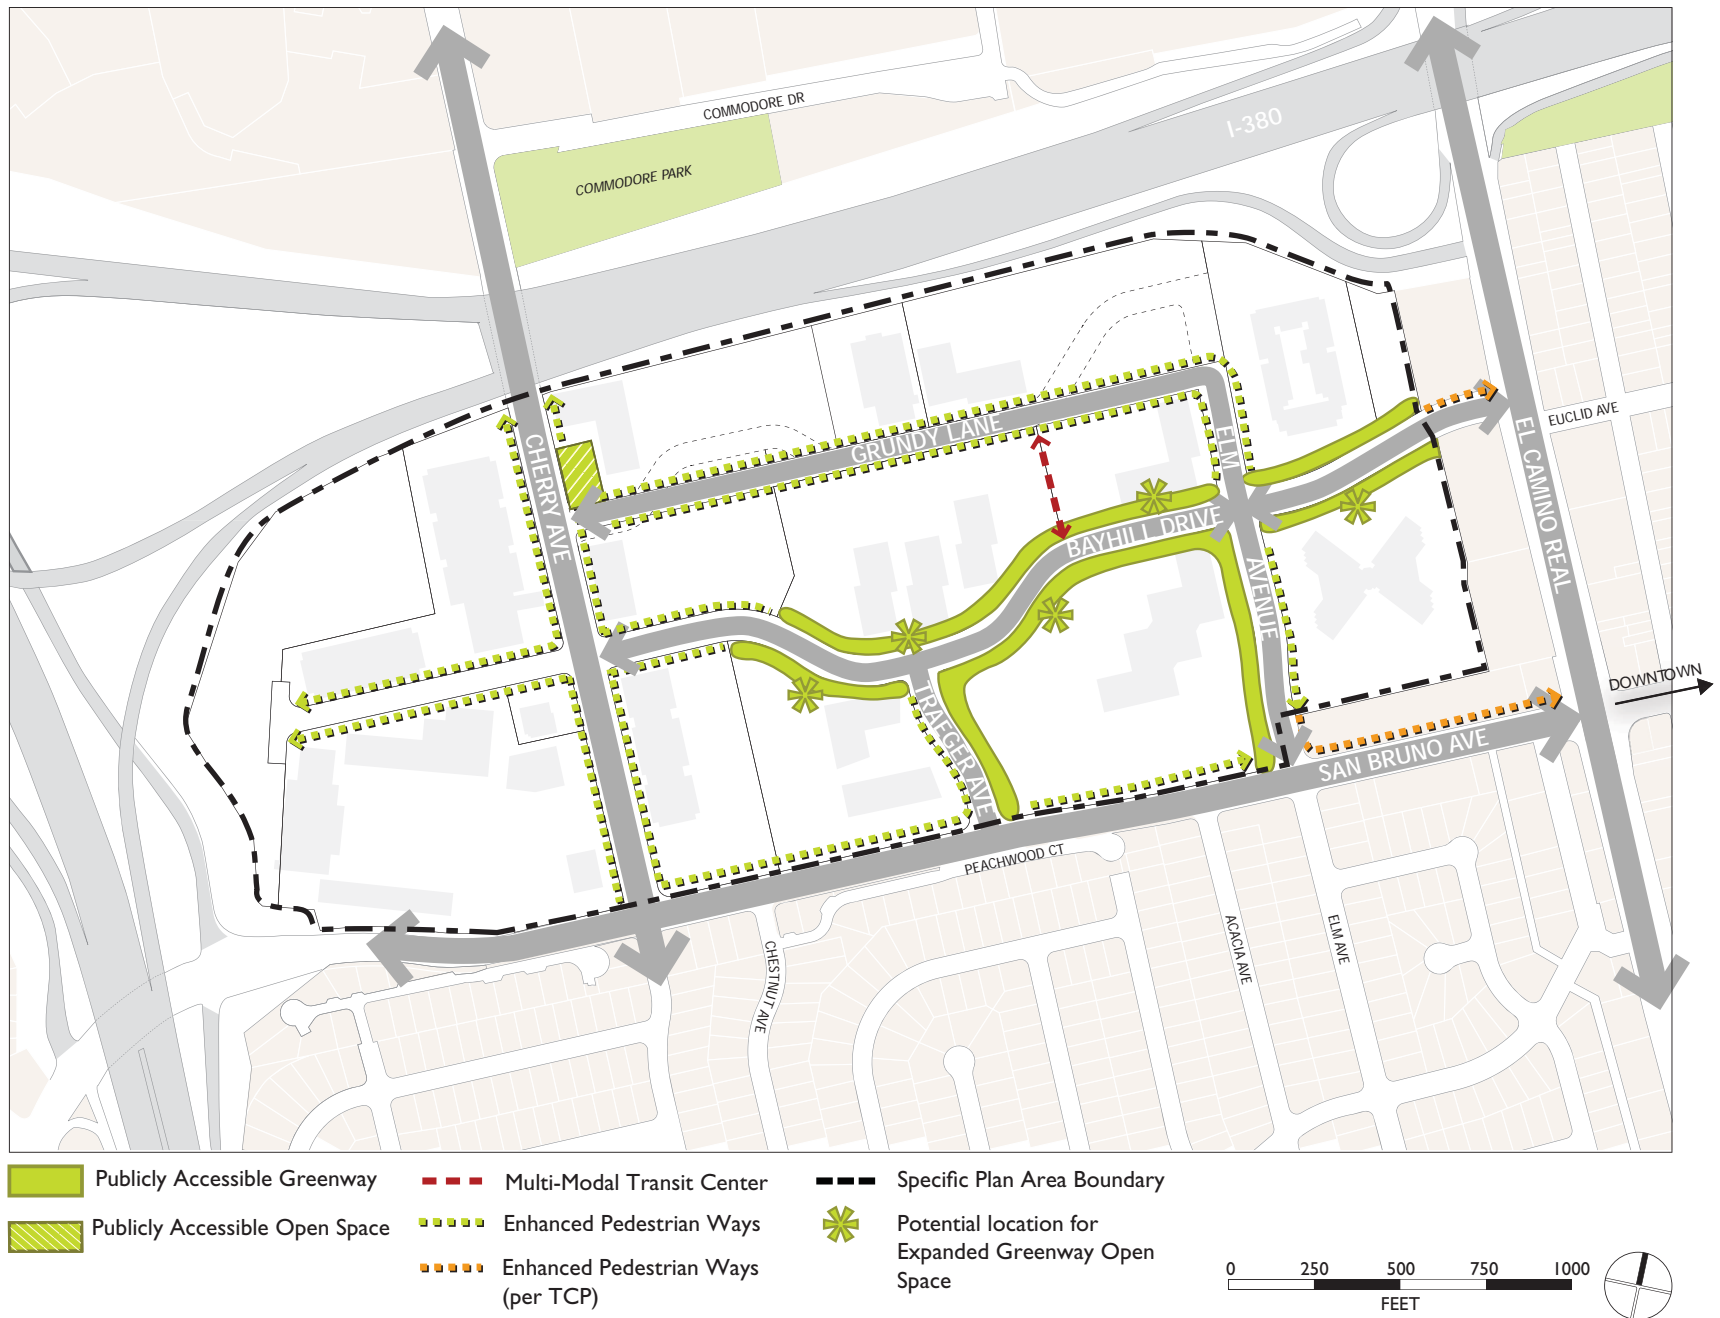 COMMODORE DR
I-380
COMMODORE PARK
EUCLID AVE
GRUNDY LANE
ELM
CHERRY AVE
EL CAMINO REAL
BAYHILL DRIVE
AVENUE
DOWNTOWN
TRAEGER AVE
SAN BRUNO AVE
PEACHWOOD CT
CHESTNUT AVE
ACACIA AVE
ELM AVE
Publicly Accessible Greenway
Publicly Accessible Open Space
Multi-Modal Transit Center
Enhanced Pedestrian Ways
Enhanced Pedestrian Ways
(per TCP)
Specific Plan Area Boundary
Potential location for
Expanded Greenway Open
Space
0 250 500 750 1000
FEET